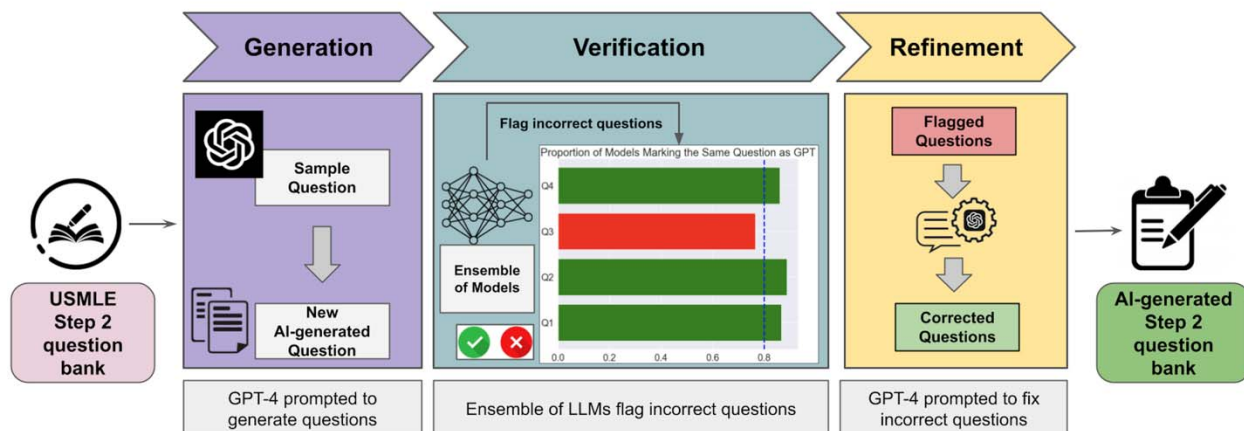 Generation
Verification
Refinement
USMLE
Step 2
question
bank
Sample
Question
New
AI-generated
Question
GPT-4 prompted to
generate questions
Flag incorrect questions
Ensemble
of Models
Proportion of Models Marking the Same Question as GPT
Q4
Q3
Q2
Q1
0.0 0.2 0.4 0.6 0.8
Ensemble of LLMs flag incorrect questions
Flagged
Questions
Corrected
Questions
GPT-4 prompted to fix
incorrect questions
AI-generated
Step 2
question
bank